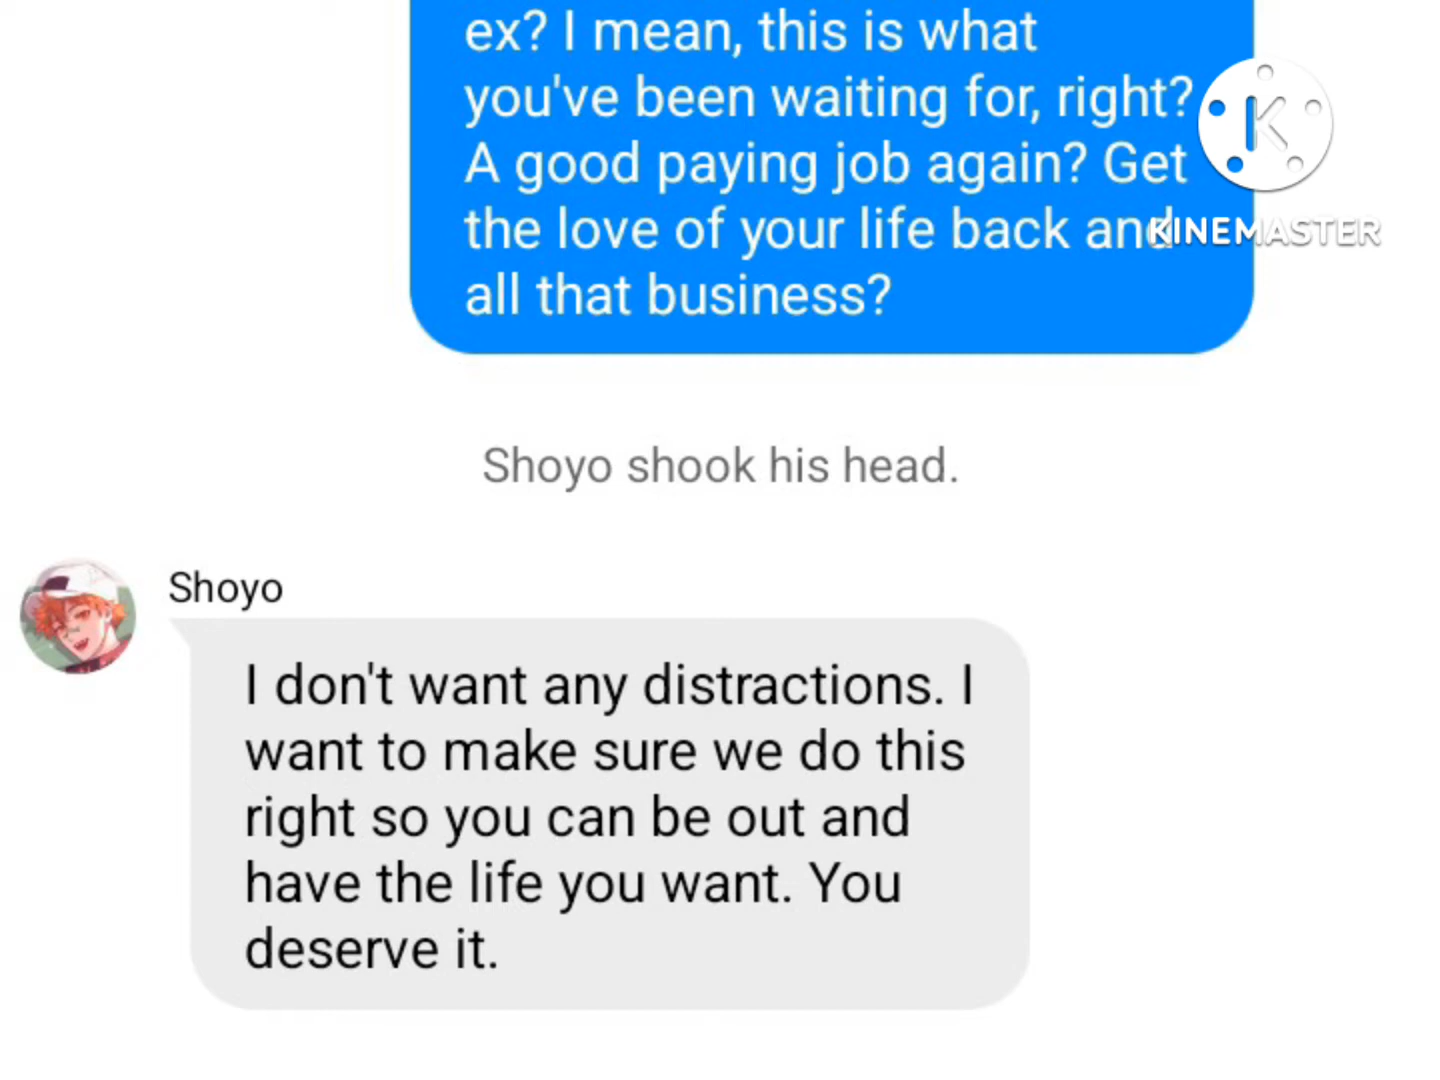 ex? I mean, this is what
you've been waiting for, right?
A good paying job again? Get
the love of your life back and
all that business?
K
KINEMASTER
Shoyo shook his head.
Shoyo
I don't want any distractions. I
want to make sure we do this
right so you can be out and
have the life you want. You
deserve it.